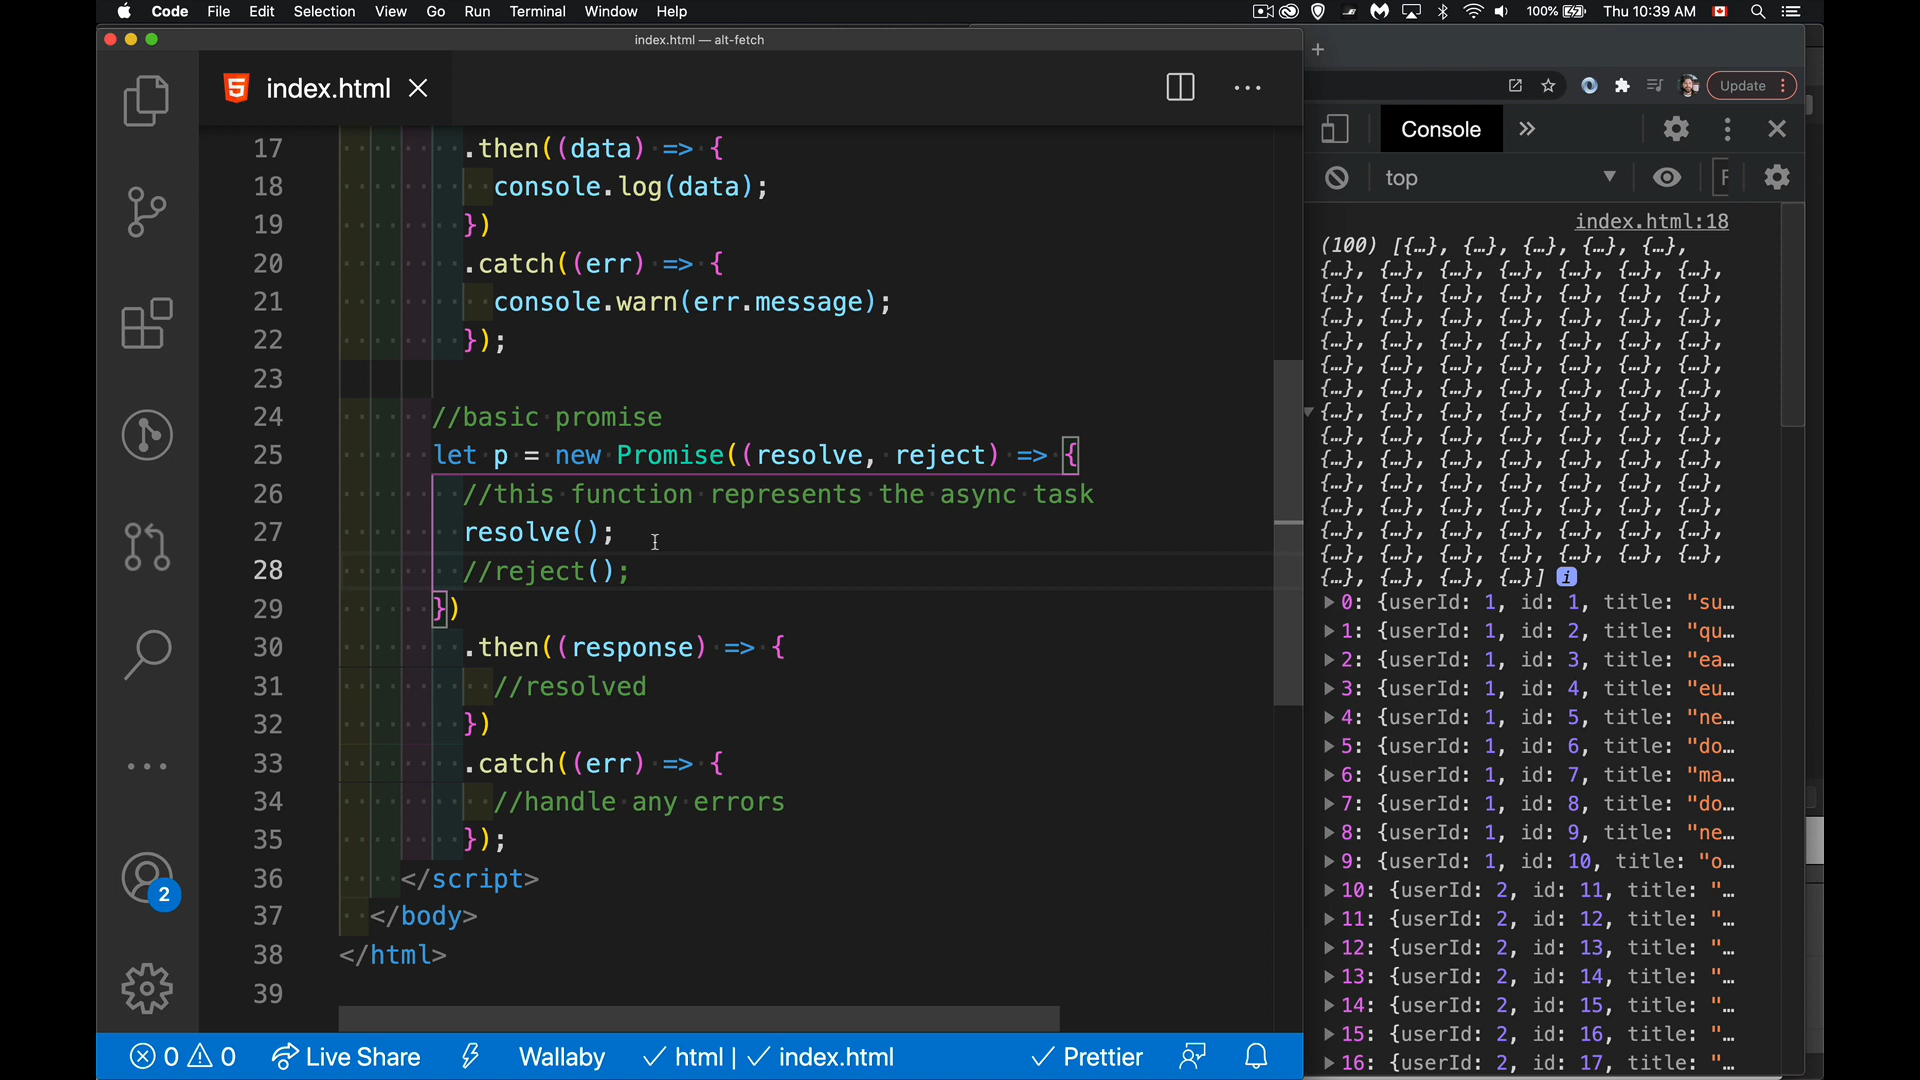 Code File Edit Selection View Go Run Terminal Window Help 100% Thu 10:39 AM
index.html — alt-fetch
index.html
Update
Console
top
17 .then((data) => {
18 console.log(data);
19 })
20 .catch((err) => {
21 console.warn(err.message);
22 });
23
24 //basic promise
25 let p = new Promise((resolve, reject) => {
26 //this function represents the async task
27 resolve();
28 //reject();
29 })
30 .then((response) => {
31 //resolved
32 })
33 .catch((err) => {
34 //handle any errors
35 });
36 </script>
37 </body>
38 </html>
39
2
0 0 Live Share Wallaby html | index.html Prettier
index.html:18
(100) [{…}, {…}, {…}, {…}, {…},
{…}, {…}, {…}, {…}, {…}, {…}, {…},
{…}, {…}, {…}, {…}, {…}, {…}, {…},
{…}, {…}, {…}, {…}, {…}, {…}, {…},
{…}, {…}, {…}, {…}, {…}, {…}, {…},
{…}, {…}, {…}, {…}, {…}, {…}, {…},
{…}, {…}, {…}, {…}, {…}, {…}, {…},
{…}, {…}, {…}, {…}, {…}, {…}, {…},
{…}, {…}, {…}, {…}, {…}, {…}, {…},
{…}, {…}, {…}, {…}, {…}, {…}, {…},
{…}, {…}, {…}, {…}, {…}, {…}, {…},
{…}, {…}, {…}, {…}, {…}, {…}, {…},
{…}, {…}, {…}, {…}, {…}, {…}, {…},
{…}, {…}, {…}, {…}, {…}, {…}, {…},
{…}, {…}, {…}, {…}] i
0: {userId: 1, id: 1, title: "su…
1: {userId: 1, id: 2, title: "qu…
2: {userId: 1, id: 3, title: "ea…
3: {userId: 1, id: 4, title: "eu…
4: {userId: 1, id: 5, title: "ne…
5: {userId: 1, id: 6, title: "do…
6: {userId: 1, id: 7, title: "ma…
7: {userId: 1, id: 8, title: "do…
8: {userId: 1, id: 9, title: "ne…
9: {userId: 1, id: 10, title: "o…
10: {userId: 2, id: 11, title: "…
11: {userId: 2, id: 12, title: "…
12: {userId: 2, id: 13, title: "…
13: {userId: 2, id: 14, title: "…
14: {userId: 2, id: 15, title: "…
15: {userId: 2, id: 16, title: "…
16: {userId: 2, id: 17, title: "…